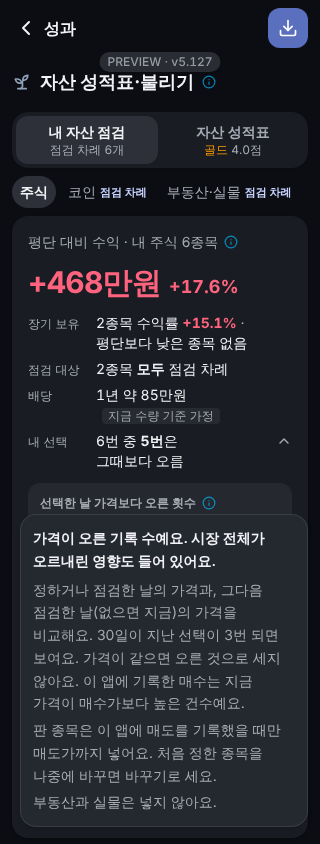 성과
PREVIEW · v5.127
자산 성적표·불리기
내 자산 점검
점검 차례 6개
자산 성적표
골드 4.0점
주식 코인 점검 차례 부동산·실물 점검 차례
평단 대비 수익 · 내 주식 6종목
+468만원 +17.6%
장기 보유 2종목 수익률 +15.1% ·
평단보다 낮은 종목 없음
점검 대상 2종목 모두 점검 차례
배당 1년 약 85만원
지금 수량 기준 가정
내 선택 6번 중 5번은
그때보다 오름
선택한 날 가격보다 오른 횟수
가격이 오른 기록 수예요. 시장 전체가
오르내린 영향도 들어 있어요.
정하거나 점검한 날의 가격과, 그다음
점검한 날(없으면 지금)의 가격을
비교해요. 30일이 지난 선택이 3번 되면
보여요. 가격이 같으면 오른 것으로 세지
않아요. 이 앱에 기록한 매수는 지금
가격이 매수가보다 높은 건수예요.
판 종목은 이 앱에 매도를 기록했을 때만
매도가까지 넣어요. 처음 정한 종목을
나중에 바꾸면 바꾸기로 세요.
부동산과 실물은 넣지 않아요.